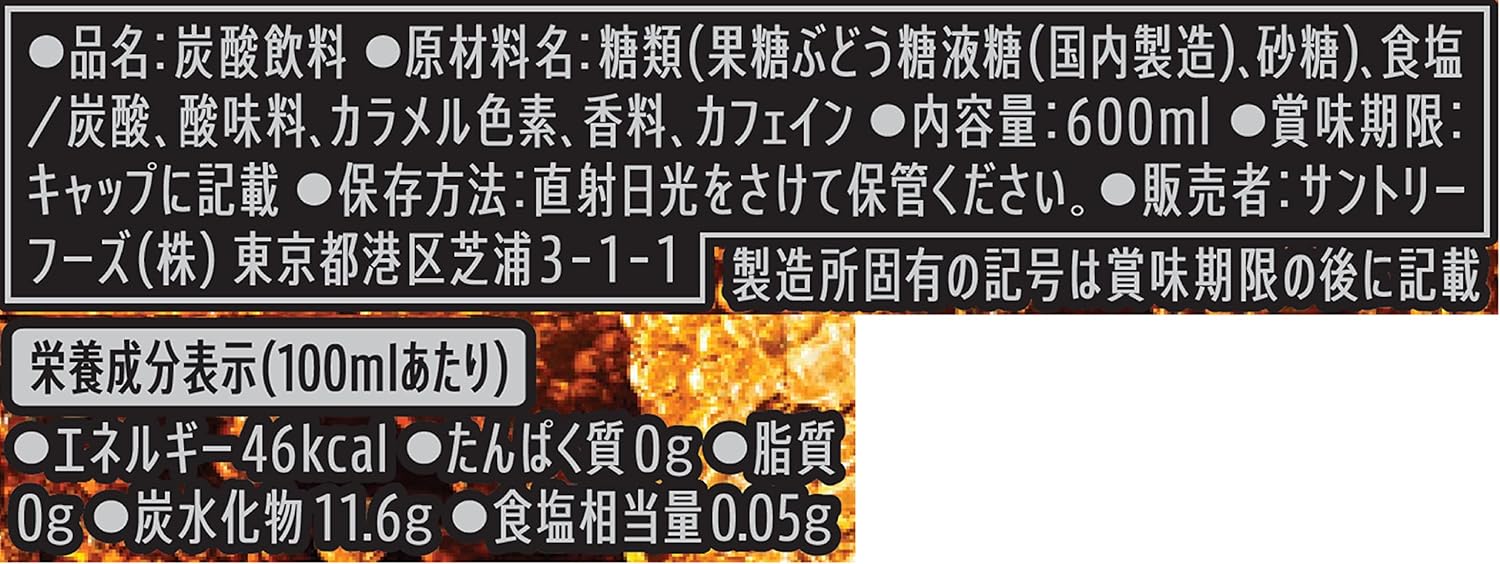 ●品名:炭酸飲料 ●原材料名:糖類(果糖ぶどう糖液糖(国内製造)、砂糖)、食塩
/炭酸、酸味料、カラメル色素、香料、カフェイン ●内容量:600ml ●賞味期限:
キャップに記載 ●保存方法:直射日光をさけて保管ください。●販売者:サントリー
フーズ(株) 東京都港区芝浦3-1-1
製造所固有の記号は賞味期限の後に記載
栄養成分表示(100mlあたり)
●エネルギー46kcal ●たんぱく質0g ●脂質
0g ●炭水化物11.6g ●食塩相当量0.05g